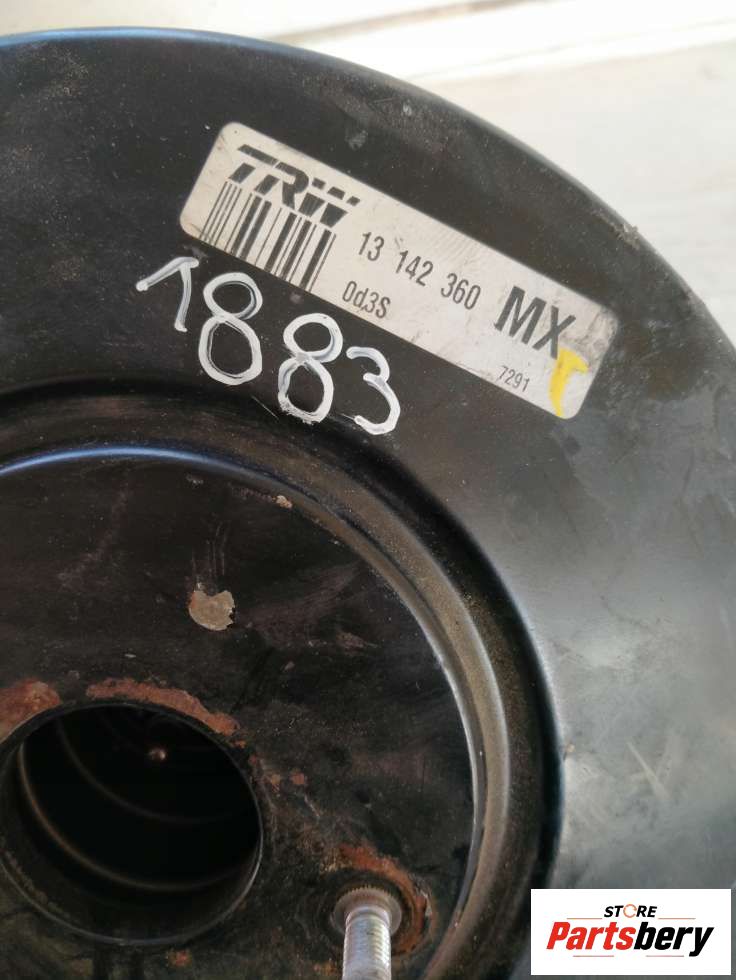 TRW
13 142 360 MX
0d3S
7291
1883
STORE
Partsbery